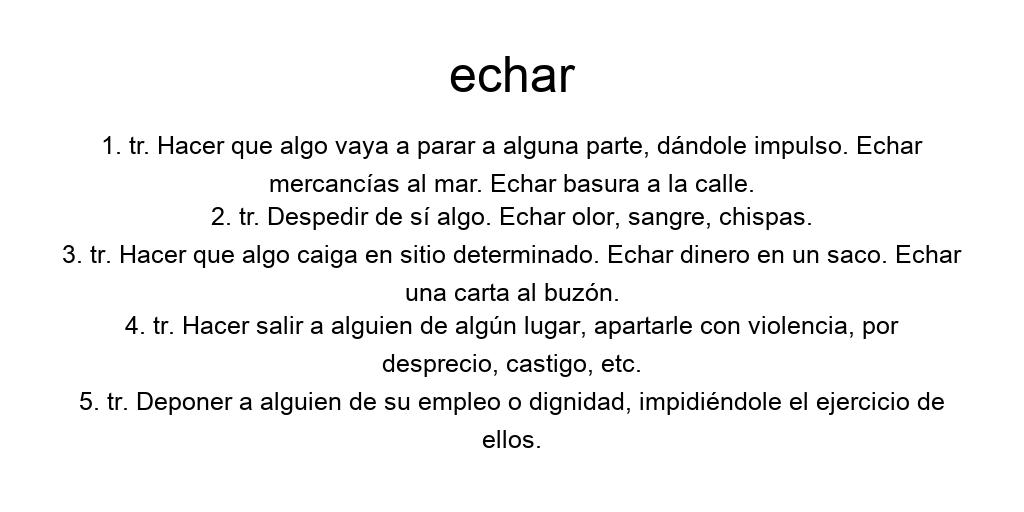 echar
1. tr. Hacer que algo vaya a parar a alguna parte, dándole impulso. Echar
mercancías al mar. Echar basura a la calle.
2. tr. Despedir de sí algo. Echar olor, sangre, chispas.
3. tr. Hacer que algo caiga en sitio determinado. Echar dinero en un saco. Echar
una carta al buzón.
4. tr. Hacer salir a alguien de algún lugar, apartarle con violencia, por
desprecio, castigo, etc.
5. tr. Deponer a alguien de su empleo o dignidad, impidiéndole el ejercicio de
ellos.